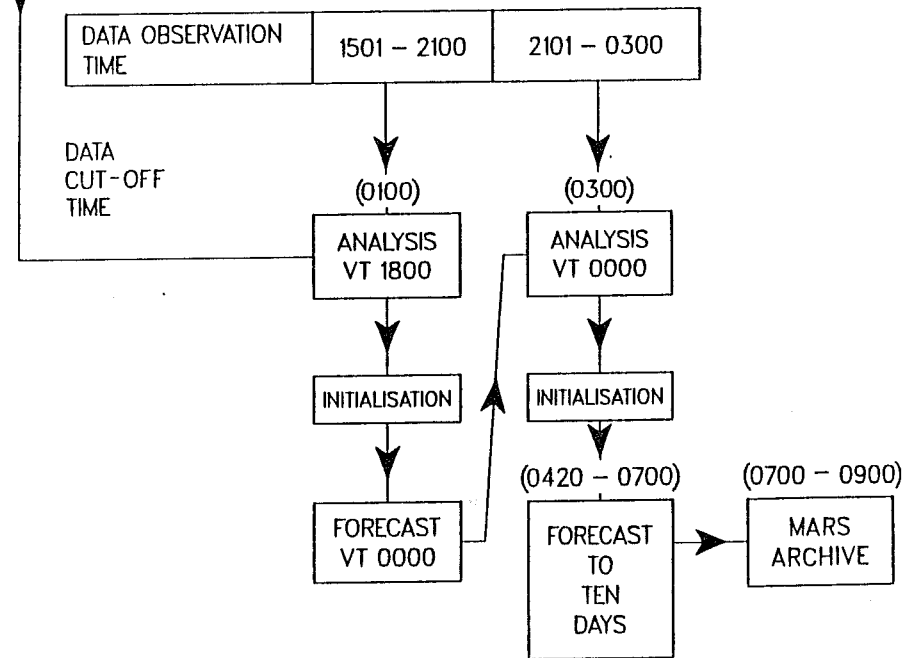 DATA OBSERVATION
TIME
1501 – 2100
2101 – 0300
DATA
CUT-OFF
TIME
(0100)
(0300)
ANALYSIS
VT 1800
ANALYSIS
VT 0000
INITIALISATION
INITIALISATION
(0420 – 0700)
(0700 – 0900)
FORECAST
VT 0000
FORECAST
TO
TEN
DAYS
MARS
ARCHIVE